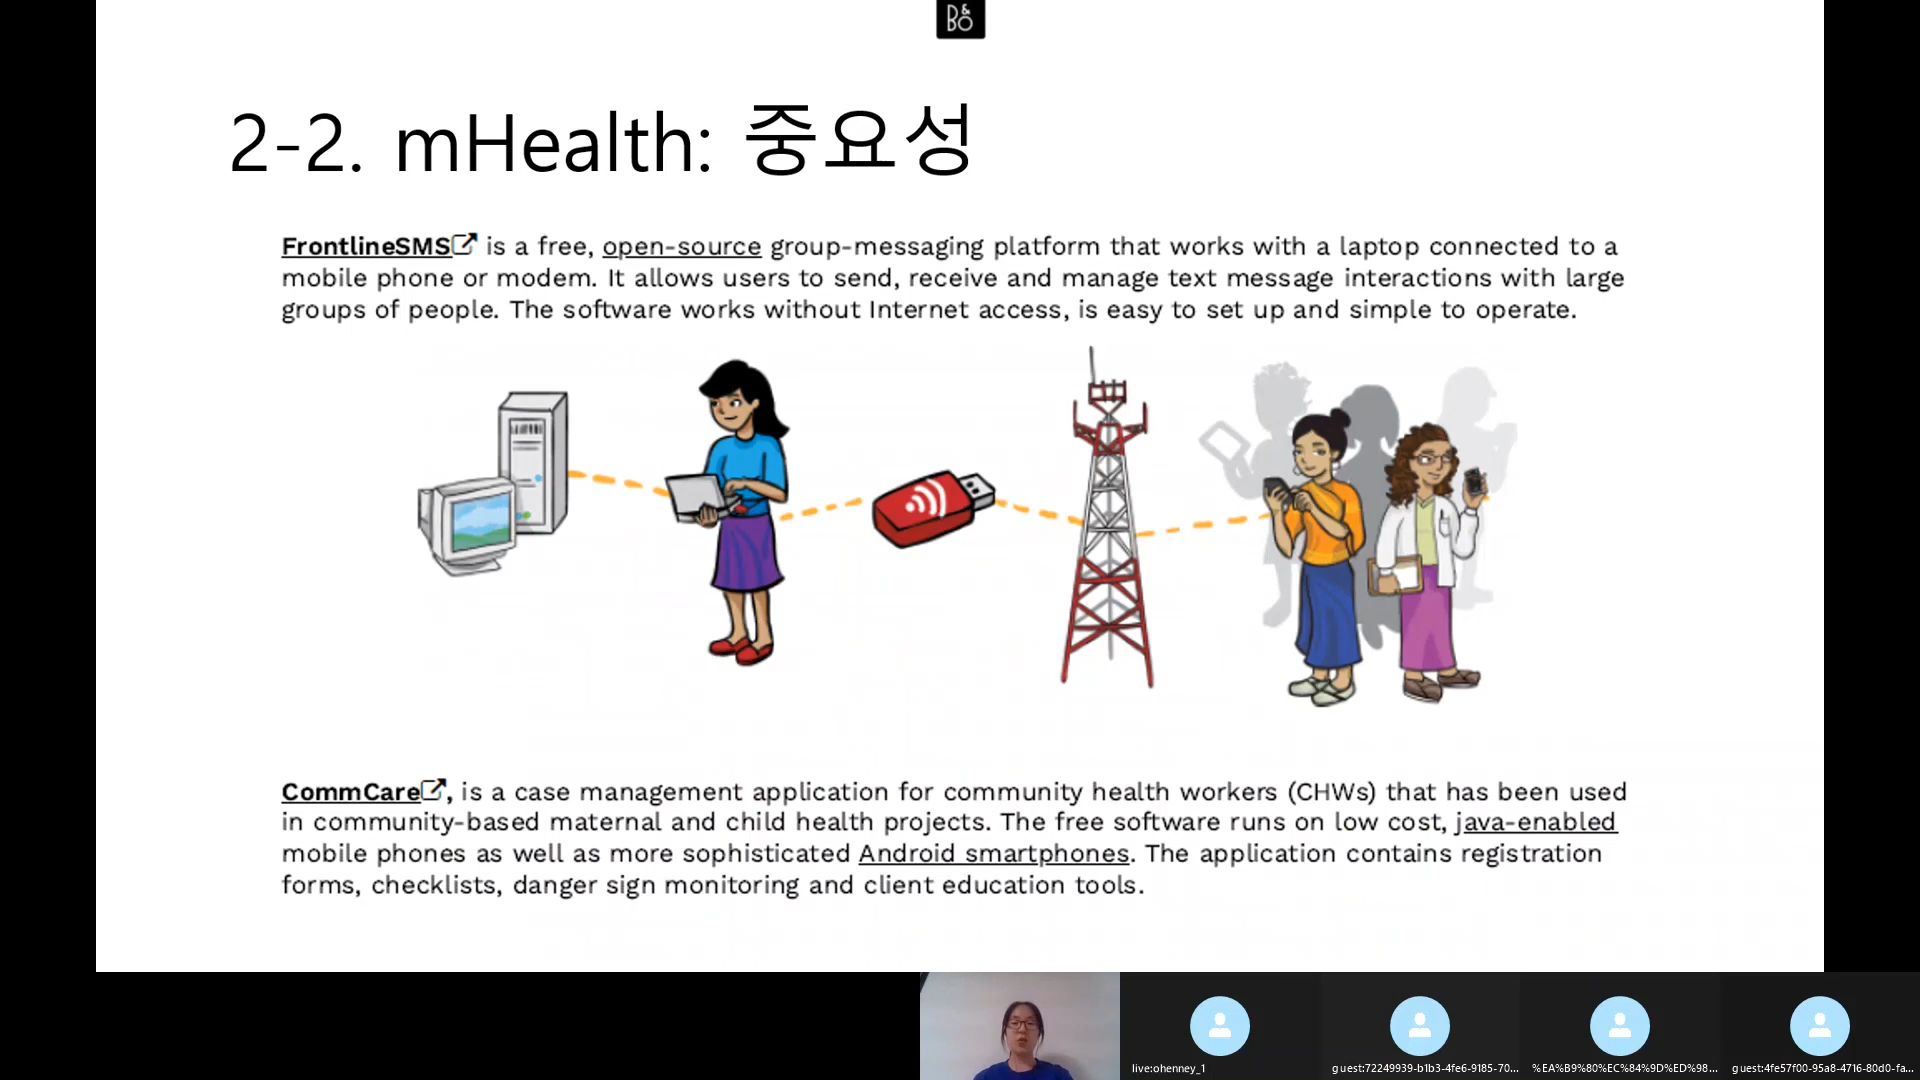 B&O
2-2. mHealth: 중요성
FrontlineSMS is a free, open-source group-messaging platform that works with a laptop connected to a
mobile phone or modem. It allows users to send, receive and manage text message interactions with large
groups of people. The software works without Internet access, is easy to set up and simple to operate.
CommCare, is a case management application for community health workers (CHWs) that has been used
in community-based maternal and child health projects. The free software runs on low cost, java-enabled
mobile phones as well as more sophisticated Android smartphones. The application contains registration
forms, checklists, danger sign monitoring and client education tools.
live:ohenney_1
guest:72249939-b1b3-4fe6-9185-70...
%EA%B9%80%EC%84%9D%ED%98...
guest:4fe57f00-95a8-4716-80d0-fa...